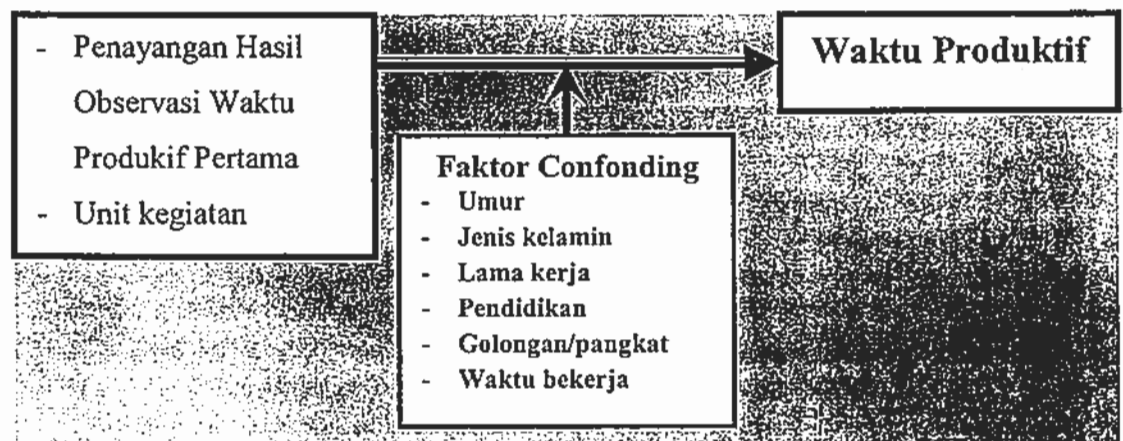 - Penayangan Hasil
Observasi Waktu
Produkif Pertama
- Unit kegiatan
Waktu Produktif
Faktor Confonding
- Umur
- Jenis kelamin
- Lama kerja
- Pendidikan
- Golongan/pangkat
- Waktu bekerja